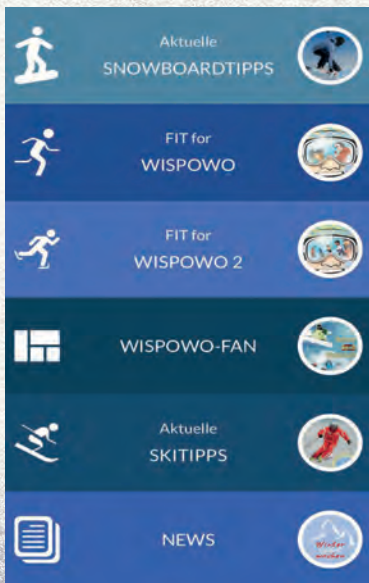 Aktuelle
SNOWBOARDTIPPS
FIT for
WISPOWO
FIT for
WISPOWO 2
WISPOWO-FAN
Aktuelle
SKITIPPS
NEWS